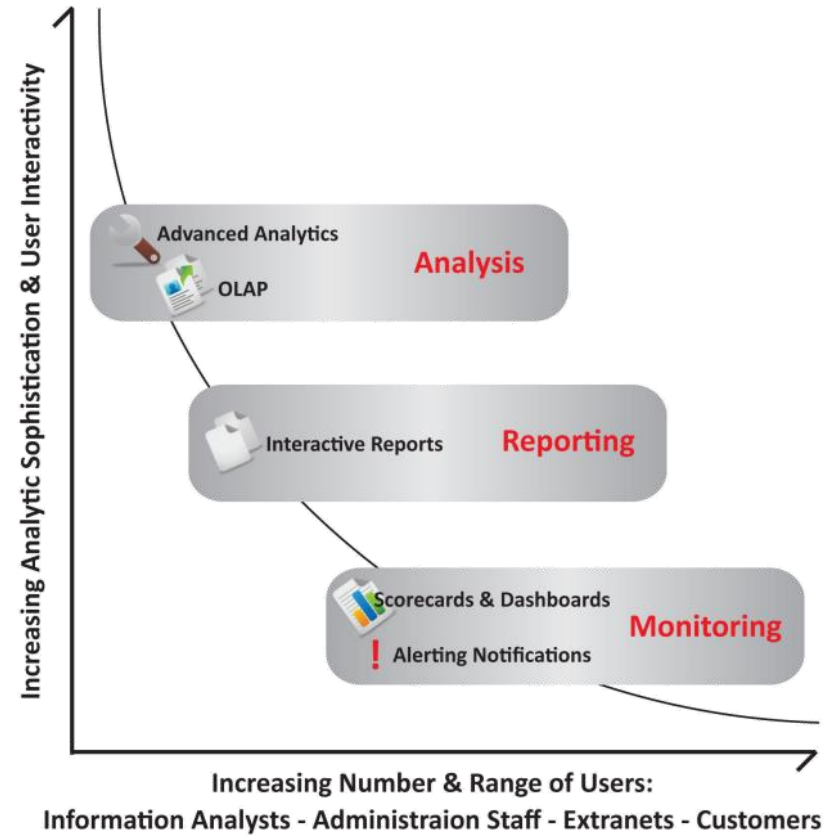 Increasing Analytic Sophistication & User Interactivity
Advanced Analytics
OLAP
Analysis
Interactive Reports
Reporting
Scorecards & Dashboards
Alerting Notifications
Monitoring
Increasing Number & Range of Users:
Information Analysts - Administraion Staff - Extranets - Customers